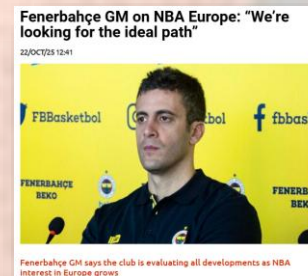 Fenerbahçe GM on NBA Europe: “We’re
looking for the ideal path”
22/OCT/25 12:41
FBBasketbol
tbol
fbbas
FENERBAHÇE
BEKO
FENERB
BEK
Fenerbahçe GM says the club is evaluating all developments as NBA
interest in Europe grows